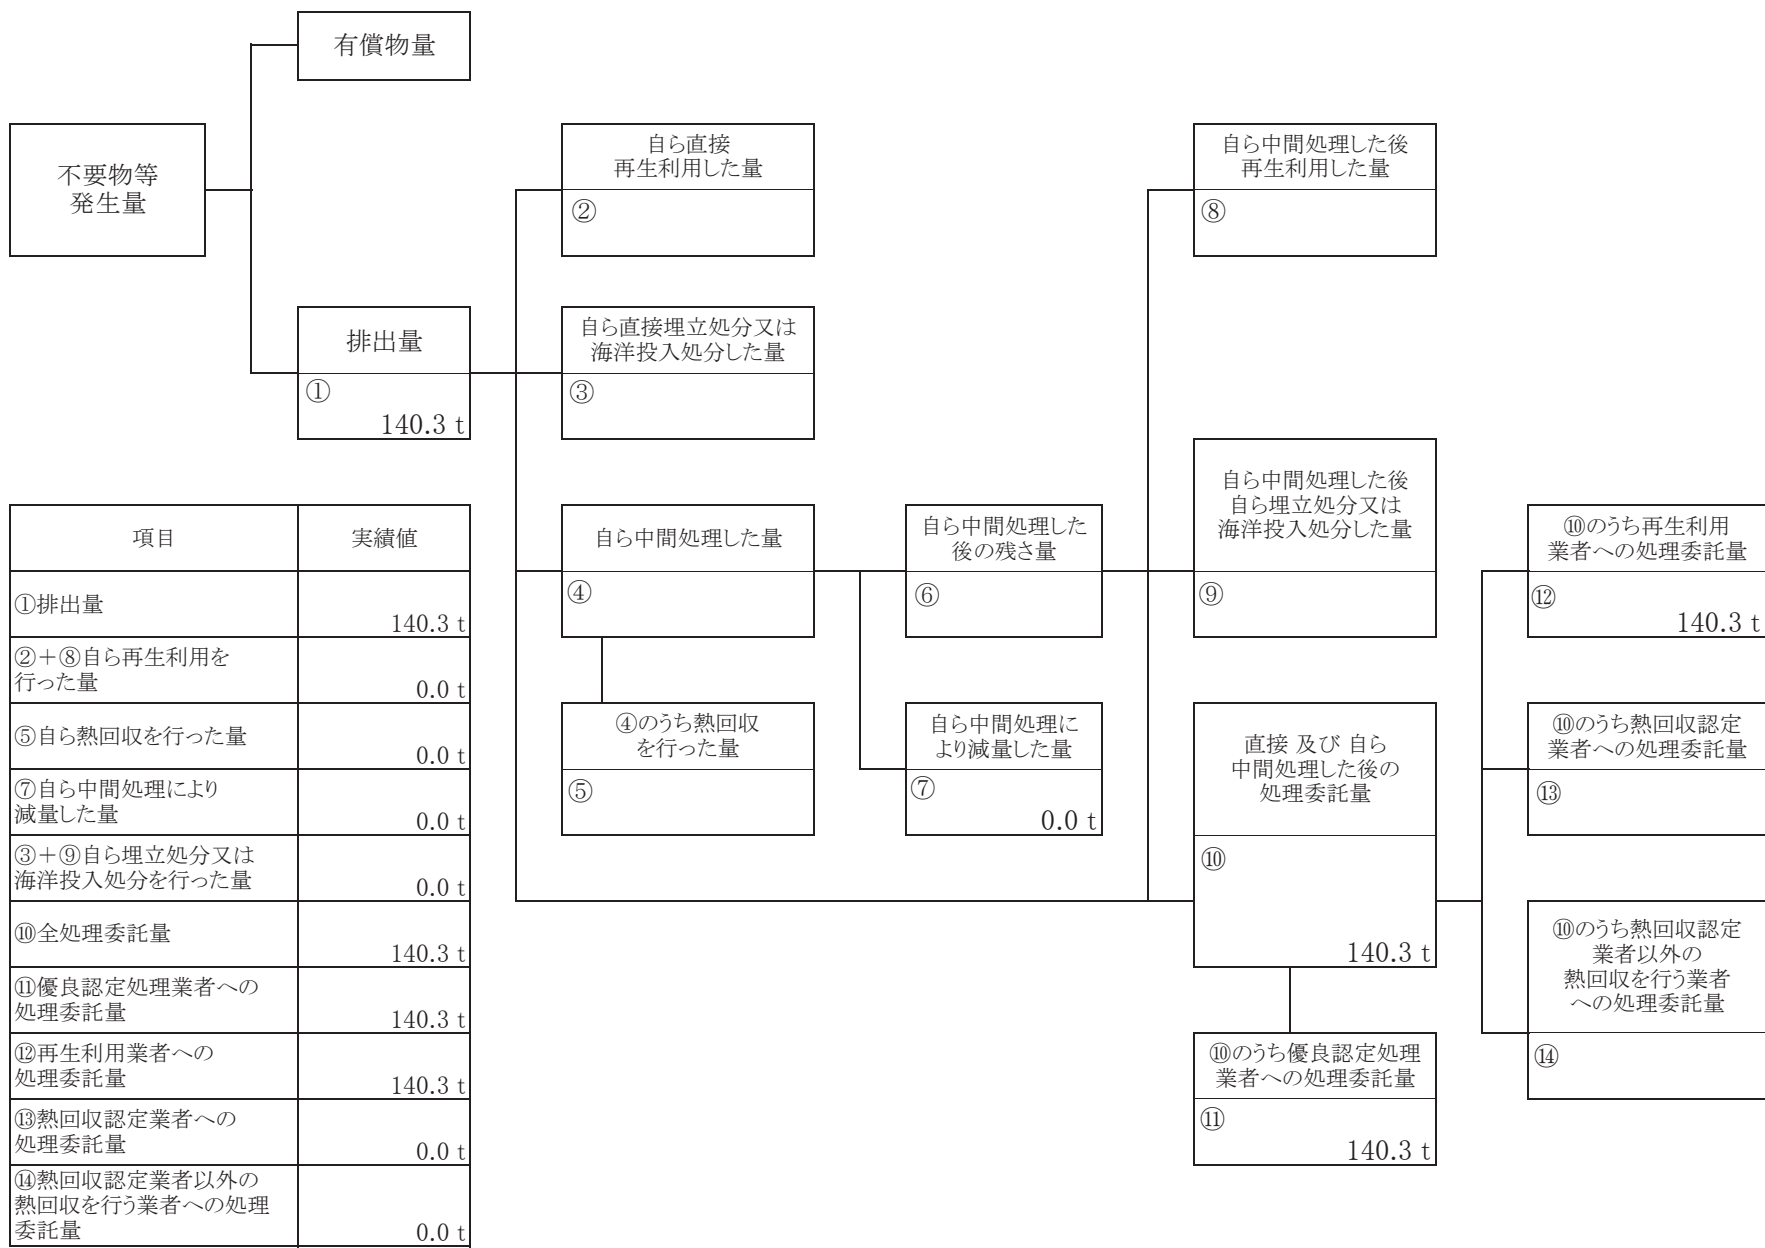 有償物量
不要物等
発生量
排出量
①
140.3 t
自ら直接
再生利用した量
②
自ら直接埋立処分又は
海洋投入処分した量
③
自ら中間処理した量
④
④のうち熱回収
を行った量
⑤
自ら中間処理した
後の残さ量
⑥
自ら中間処理に
より減量した量
⑦
0.0 t
自ら中間処理した後
再生利用した量
⑧
自ら中間処理した後
自ら埋立処分又は
海洋投入処分した量
⑨
直接 及び 自ら
中間処理した後の
処理委託量
⑩
140.3 t
⑩のうち優良認定処理
業者への処理委託量
⑪
140.3 t
⑩のうち再生利用
業者への処理委託量
⑫
140.3 t
⑩のうち熱回収認定
業者への処理委託量
⑬
⑩のうち熱回収認定
業者以外の
熱回収を行う業者
への処理委託量
⑭
項目 実績値
①排出量
140.3 t
②+⑧自ら再生利用を
行った量
0.0 t
⑤自ら熱回収を行った量
0.0 t
⑦自ら中間処理により
減量した量
0.0 t
③+⑨自ら埋立処分又は
海洋投入処分を行った量
0.0 t
⑩全処理委託量
140.3 t
⑪優良認定処理業者への
処理委託量
140.3 t
⑫再生利用業者への
処理委託量
140.3 t
⑬熱回収認定業者への
処理委託量
0.0 t
⑭熱回収認定業者以外の
熱回収を行う業者への処理
委託量
0.0 t